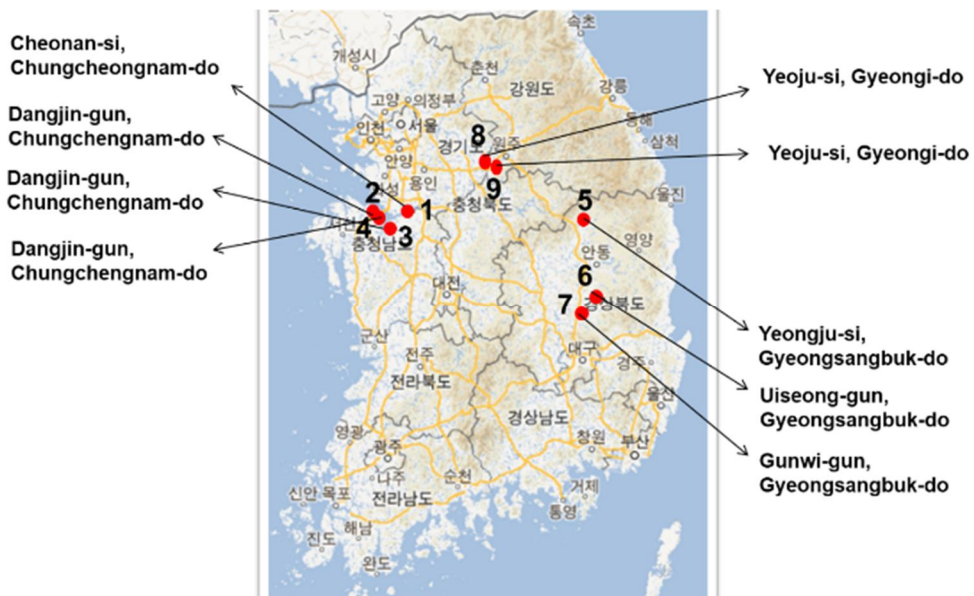 Cheonan-si,
Chungcheongnam-do
Dangjin-gun,
Chungchengnam-do
Dangjin-gun,
Chungchengnam-do
Dangjin-gun,
Chungchengnam-do
속초
개성시
춘천
강원도
강릉
고양
의정부
동해
인천
서울
8
경기도
원주
삼척
안양
용인
9
충청북도
울진
2
1
5
4
3
충청남도
영양
안동
대전
6
7
경상북도
군산
대구
경주
전주
전라북도
울산
경상남도
영광
광주
창원
부산
나주
순천
신안
목포
전라남도
거제
통영
해남
진도
완도
Yeoju-si, Gyeongi-do
Yeoju-si, Gyeongi-do
Yeongju-si,
Gyeongsangbuk-do
Uiseong-gun,
Gyeongsangbuk-do
Gunwi-gun,
Gyeongsangbuk-do